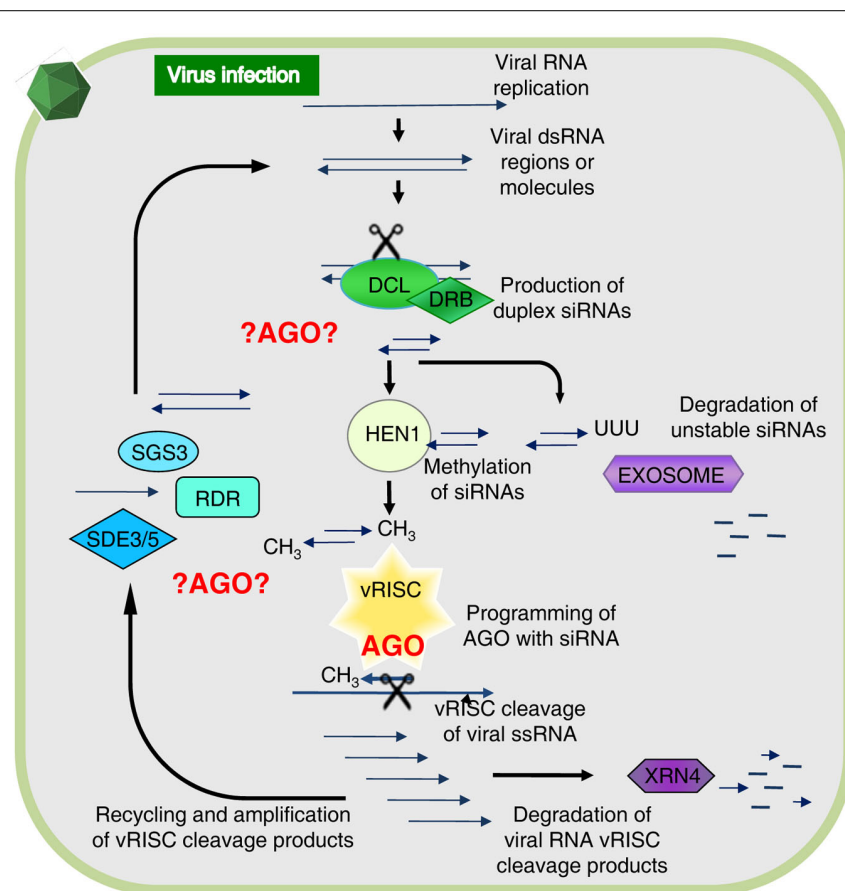 Virus infection
Viral RNA
replication
Viral dsRNA
regions or
molecules
DCL
DRB
Production of
duplex siRNAs
?AGO?
HEN1
Methylation
of siRNAs
UUU
Degradation of
unstable siRNAs
EXOSOME
SGS3
RDR
SDE3/5
?AGO?
CH3
CH3
vRISC
AGO
Programming of
AGO with siRNA
CH3
vRISC cleavage
of viral ssRNA
XRN4
Recycling and amplification
of vRISC cleavage products
Degradation of
viral RNA vRISC
cleavage products